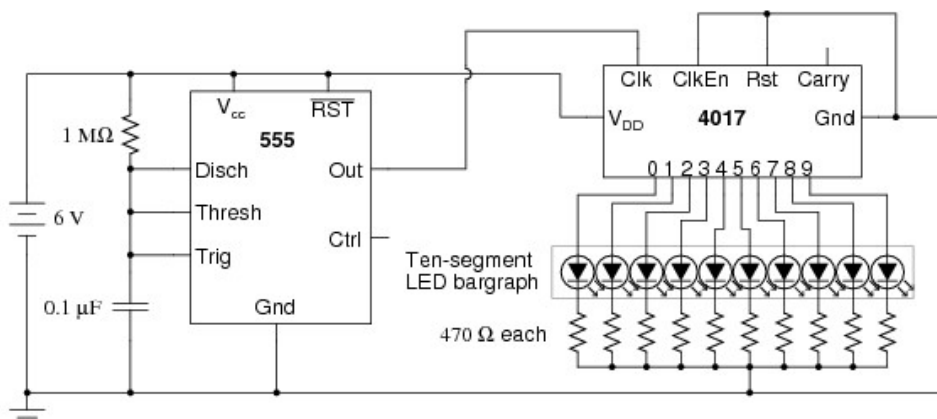 Clk ClkEn Rst Carry
V_DD 4017 Gnd
0 1 2 3 4 5 6 7 8 9
V_cc R̅S̅T̅
555
1 MΩ
Disch Out
Thresh
6 V
Ctrl
Trig
Ten-segment
LED bargraph
0.1 µF
Gnd
470 Ω each